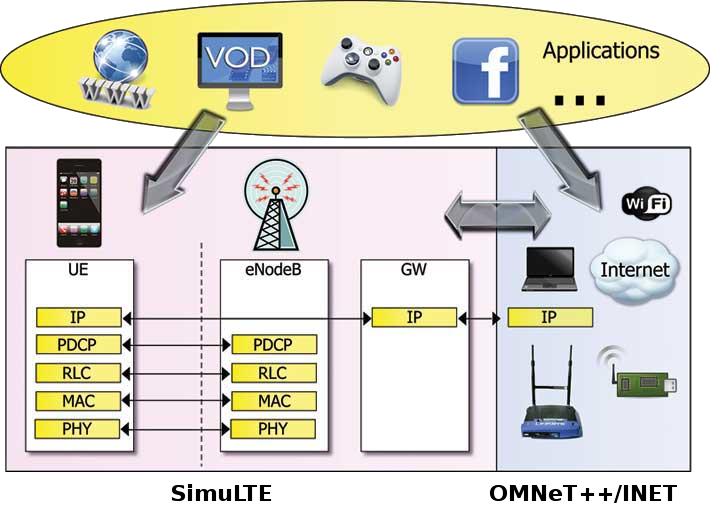 WWW
VOD
f
Applications
...
Wi Fi
UE
eNodeB
GW
Internet
IP
IP
IP
PDCP
PDCP
RLC
RLC
MAC
MAC
PHY
PHY
LINKSYS
SimuLTE
OMNeT++/INET